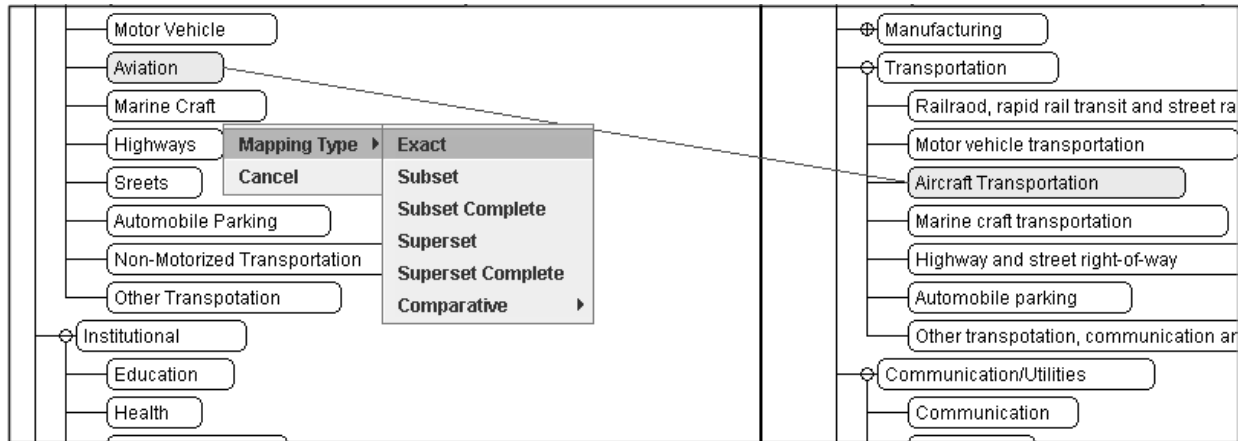 Motor Vehicle
Aviation
Marine Craft
Highways
Sreets
Automobile Parking
Non-Motorized Transportation
Other Transpotation
Institutional
Education
Health
Mapping Type
Cancel
Exact
Subset
Subset Complete
Superset
Superset Complete
Comparative
Manufacturing
Transportation
Railraod, rapid rail transit and street ra
Motor vehicle transportation
Aircraft Transportation
Marine craft transportation
Highway and street right-of-way
Automobile parking
Other transpotation, communication an
Communication/Utilities
Communication